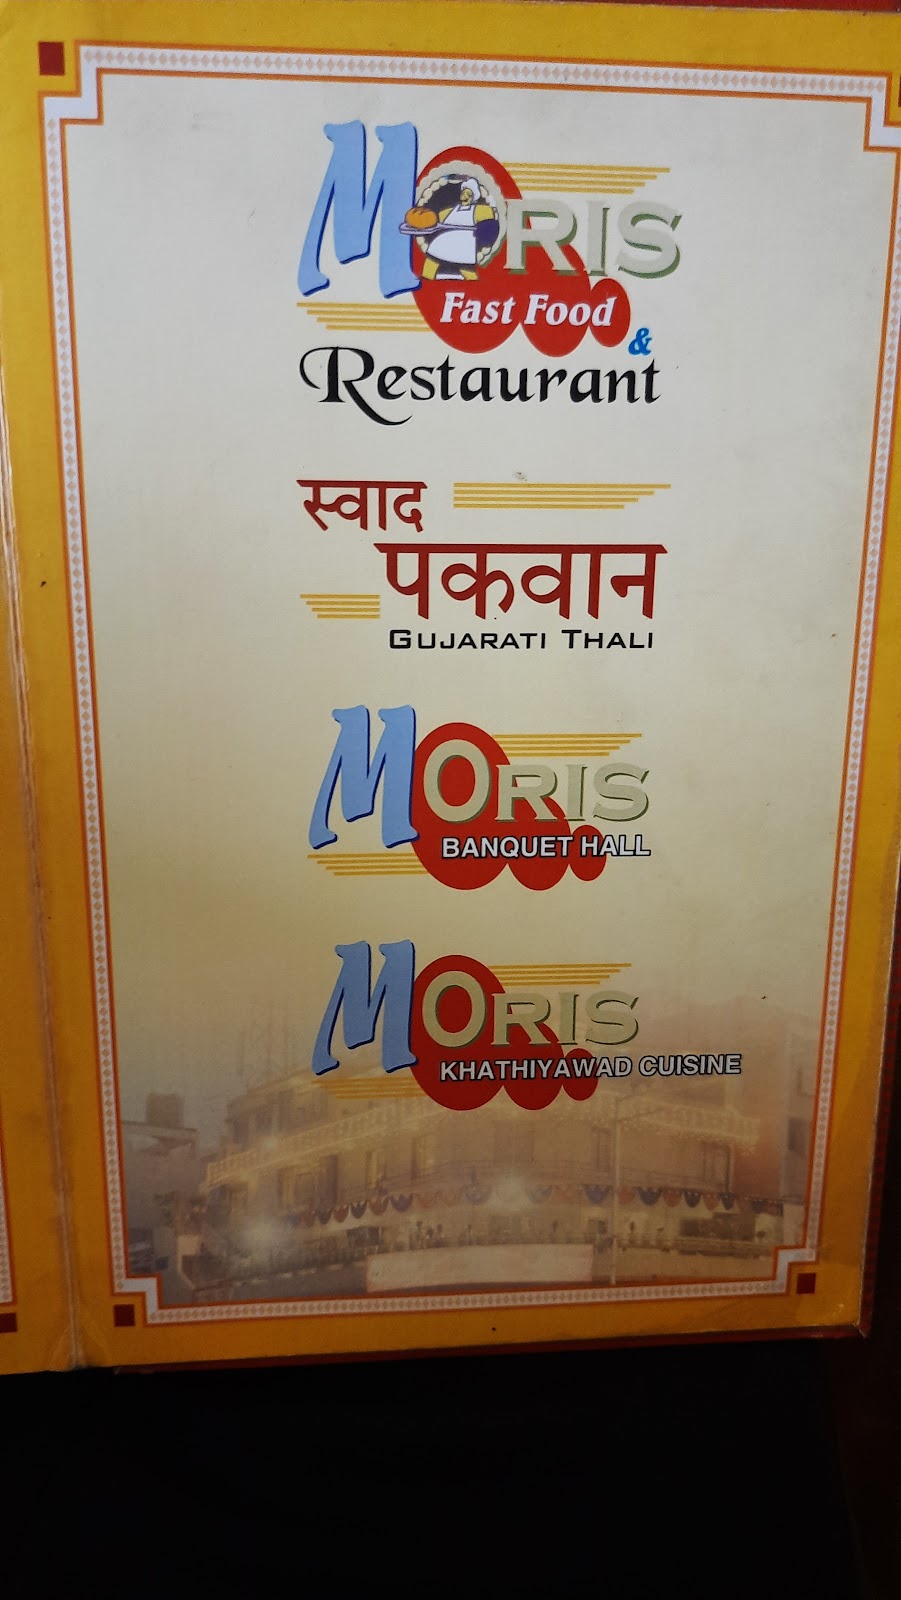 MORIS
Fast Food
&
Restaurant
स्वाद
पकवान
GUJARATI THALI
MORIS
BANQUET HALL
MORIS
KHATHIYAWAD CUISINE